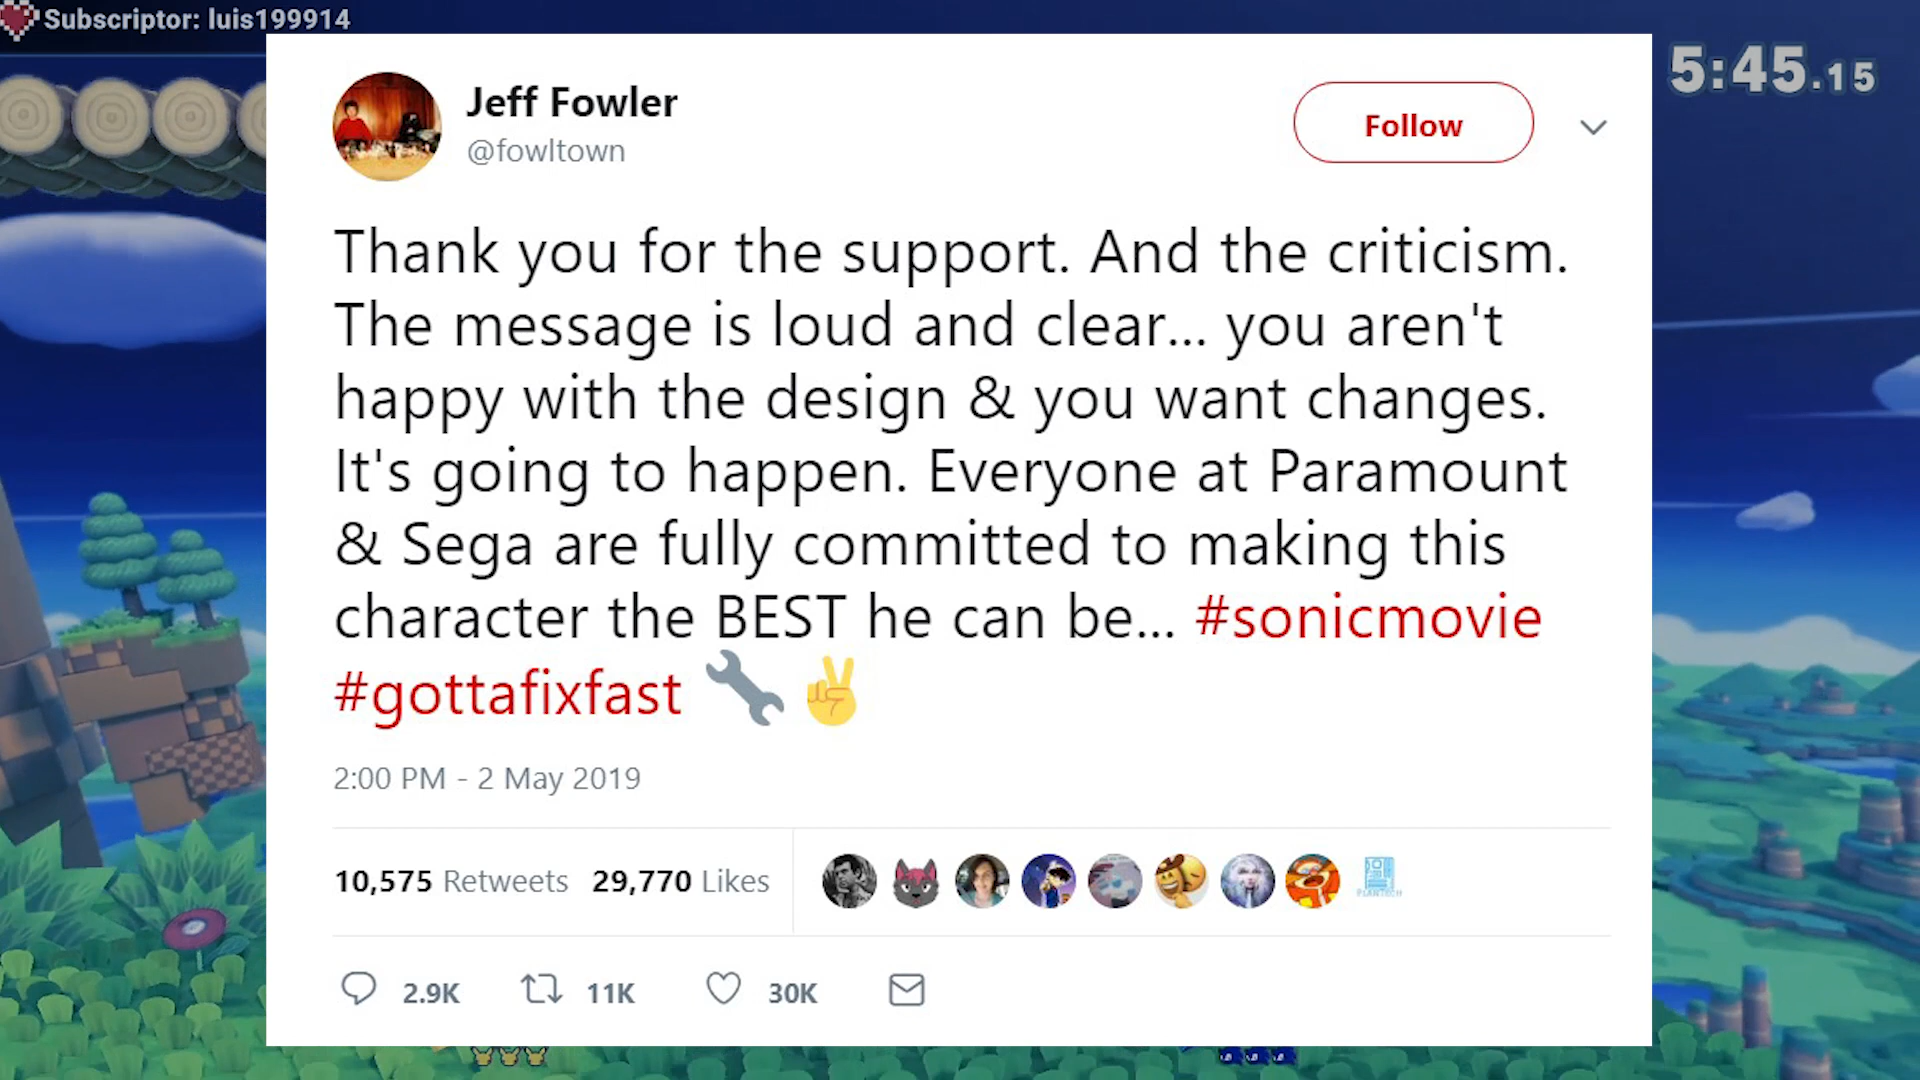 Subscriptor: luis199914
5:45.15
Jeff Fowler
@fowltown
Follow
Thank you for the support. And the criticism.
The message is loud and clear... you aren't
happy with the design & you want changes.
It's going to happen. Everyone at Paramount
& Sega are fully committed to making this
character the BEST he can be... #sonicmovie
#gottafixfast 🔧 ✌
2:00 PM - 2 May 2019
10,575 Retweets 29,770 Likes
PLANTECH
2.9K 11K 30K